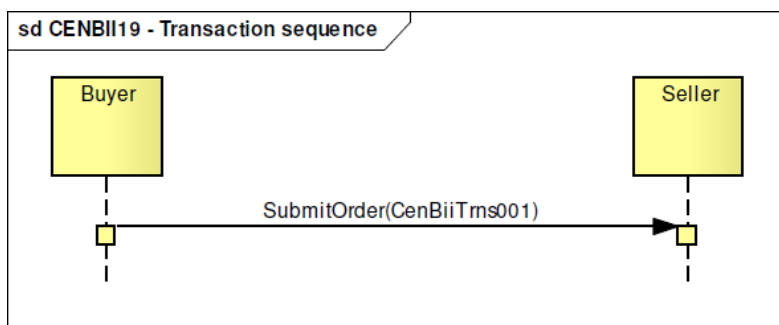 sd CENBII19 - Transaction sequence
Buyer
Seller
SubmitOrder(CenBiiTrns001)